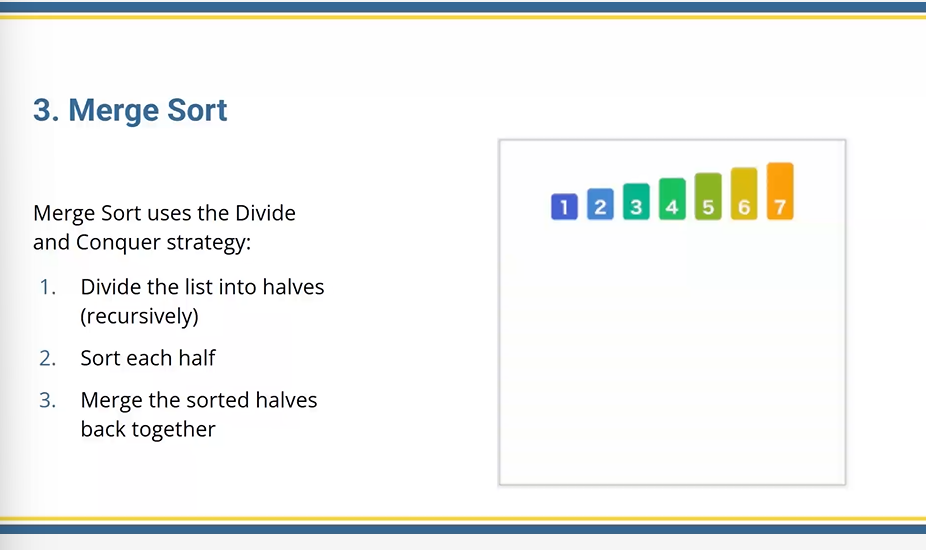 3. Merge Sort
Merge Sort uses the Divide
and Conquer strategy:
1. Divide the list into halves
(recursively)
2. Sort each half
3. Merge the sorted halves
back together
1 2 3 4 5 6 7